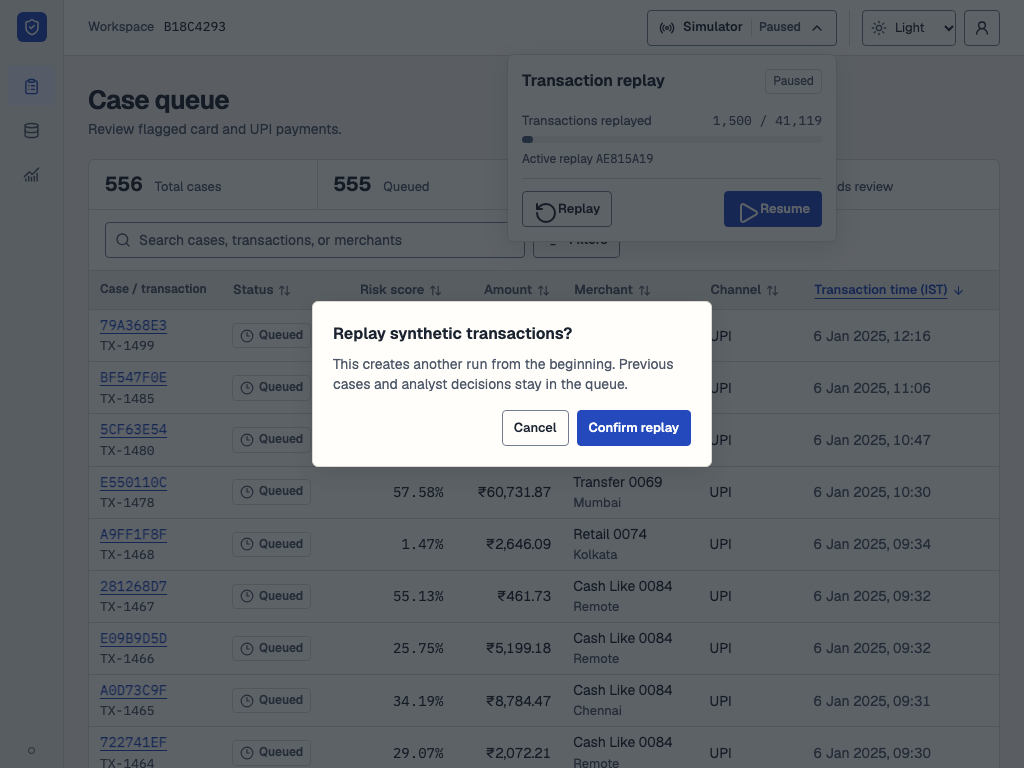 Workspace B18C4293
Simulator Paused
Light
Case queue
Review flagged card and UPI payments.
Transaction replay Paused
Transactions replayed 1,500 / 41,119
Active replay AE815A19
Replay Resume
556 Total cases 555 Queued ds review
Search cases, transactions, or merchants
Case / transaction Status Risk score Amount Merchant Channel Transaction time (IST)
79A368E3 Queued UPI 6 Jan 2025, 12:16
TX-1499
BF547F0E Queued UPI 6 Jan 2025, 11:06
TX-1485
5CF63E54 Queued UPI 6 Jan 2025, 10:47
TX-1480
Replay synthetic transactions?
This creates another run from the beginning. Previous
cases and analyst decisions stay in the queue.
Cancel Confirm replay
E550110C Queued 57.58% ₹60,731.87 Transfer 0069 UPI 6 Jan 2025, 10:30
TX-1478 Mumbai
A9FF1F8F Queued 1.47% ₹2,646.09 Retail 0074 UPI 6 Jan 2025, 09:34
TX-1468 Kolkata
281268D7 Queued 55.13% ₹461.73 Cash Like 0084 UPI 6 Jan 2025, 09:32
TX-1467 Remote
E09B9D5D Queued 25.75% ₹5,199.18 Cash Like 0084 UPI 6 Jan 2025, 09:32
TX-1466 Remote
A0D73C9F Queued 34.19% ₹8,784.47 Cash Like 0084 UPI 6 Jan 2025, 09:31
TX-1465 Chennai
722741EF Queued 29.07% ₹2,072.21 Cash Like 0084 UPI 6 Jan 2025, 09:30
TX-1464 Remote